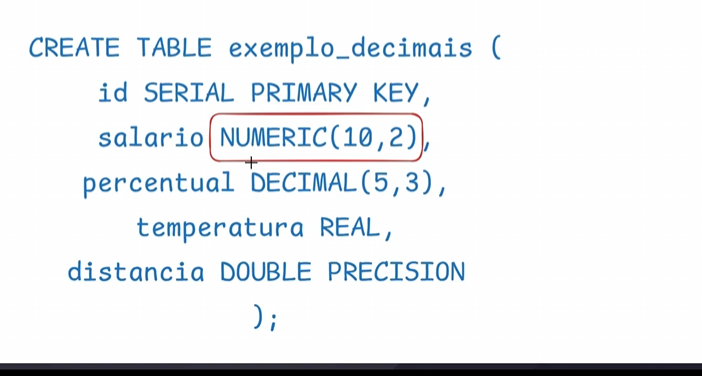 CREATE TABLE exemplo_decimais (
id SERIAL PRIMARY KEY,
salario NUMERIC(10,2),
percentual DECIMAL(5,3),
temperatura REAL,
distancia DOUBLE PRECISION
);